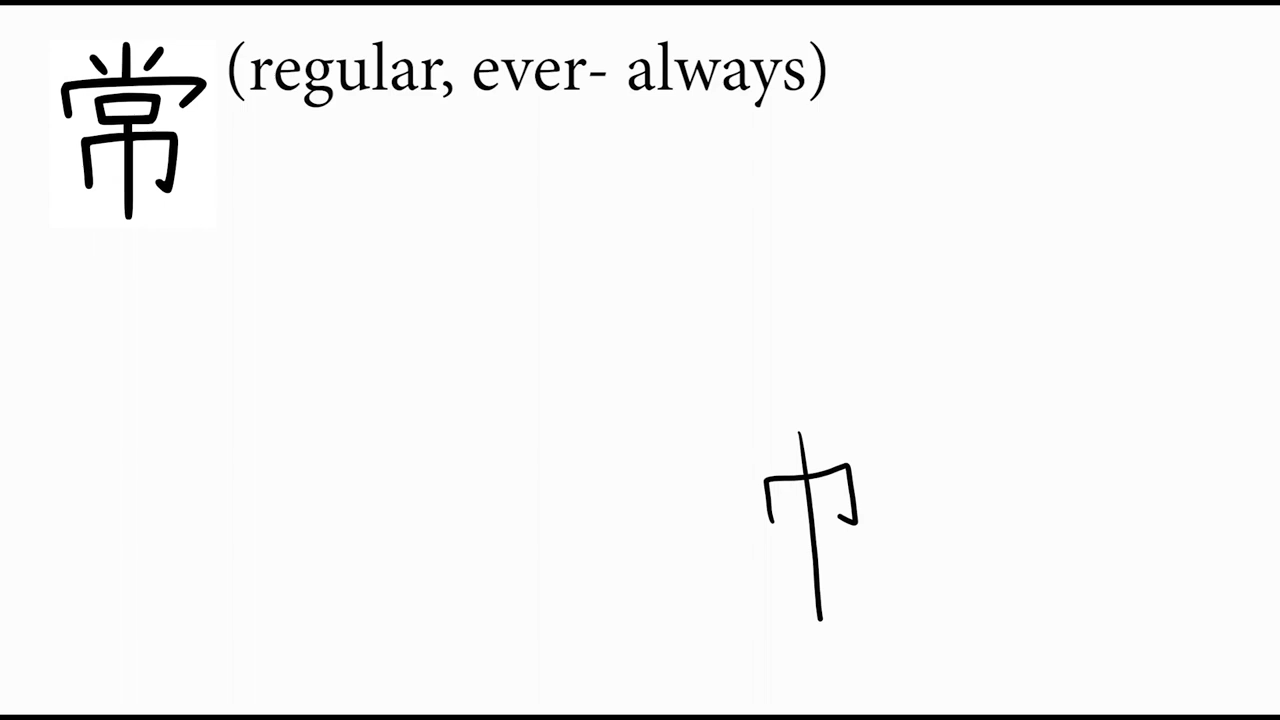 常 (regular, ever- always)
巾